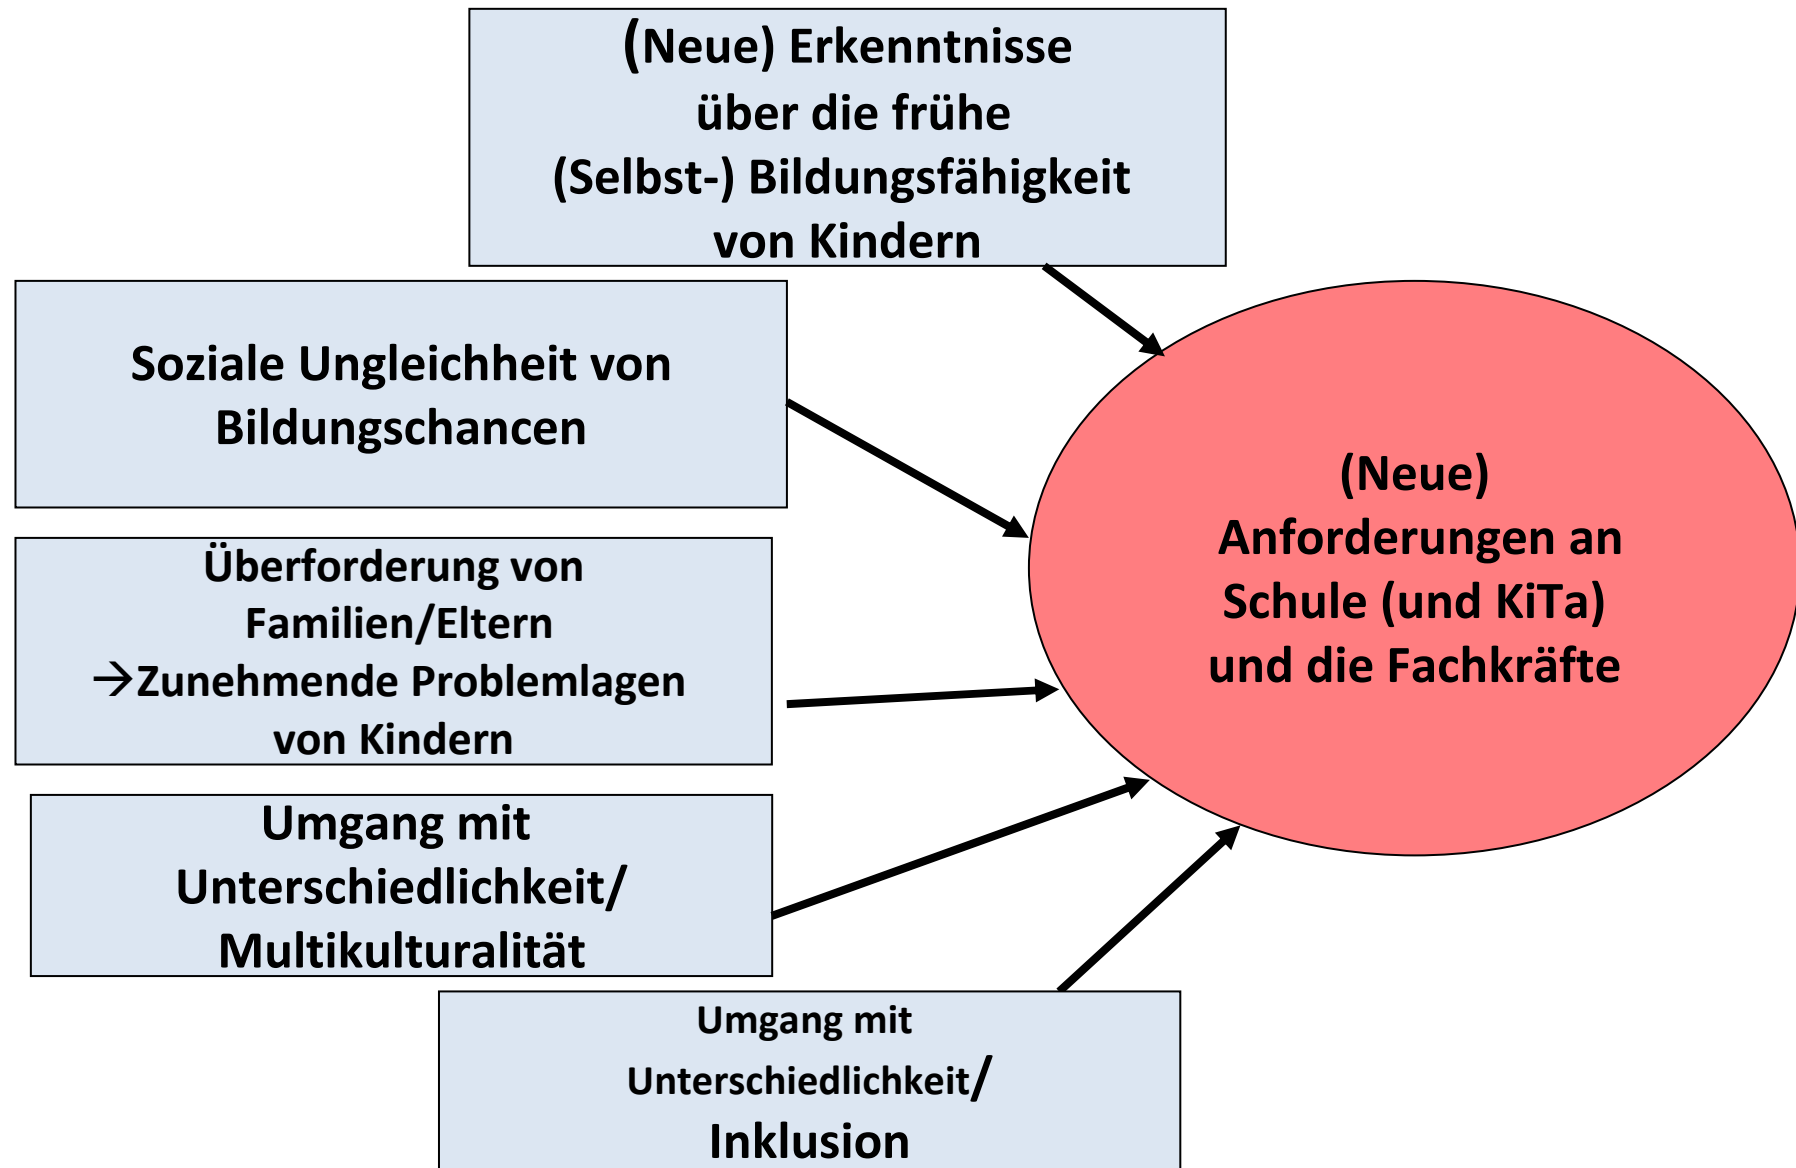 (Neue) Erkenntnisse
über die frühe
(Selbst-) Bildungsfähigkeit
von Kindern
Soziale Ungleichheit von
Bildungschancen
Überforderung von
Familien/Eltern
→Zunehmende Problemlagen
von Kindern
Umgang mit
Unterschiedlichkeit/
Multikulturalität
Umgang mit
Unterschiedlichkeit/
Inklusion
(Neue)
Anforderungen an
Schule (und KiTa)
und die Fachkräfte